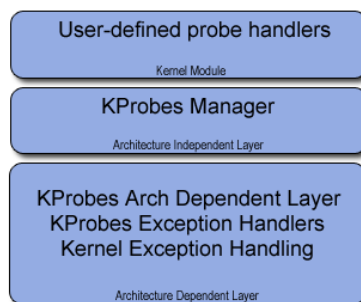 User-defined probe handlers
Kernel Module
KProbes Manager
Architecture Independent Layer
KProbes Arch Dependent Layer
KProbes Exception Handlers
Kernel Exception Handling
Architecture Dependent Layer